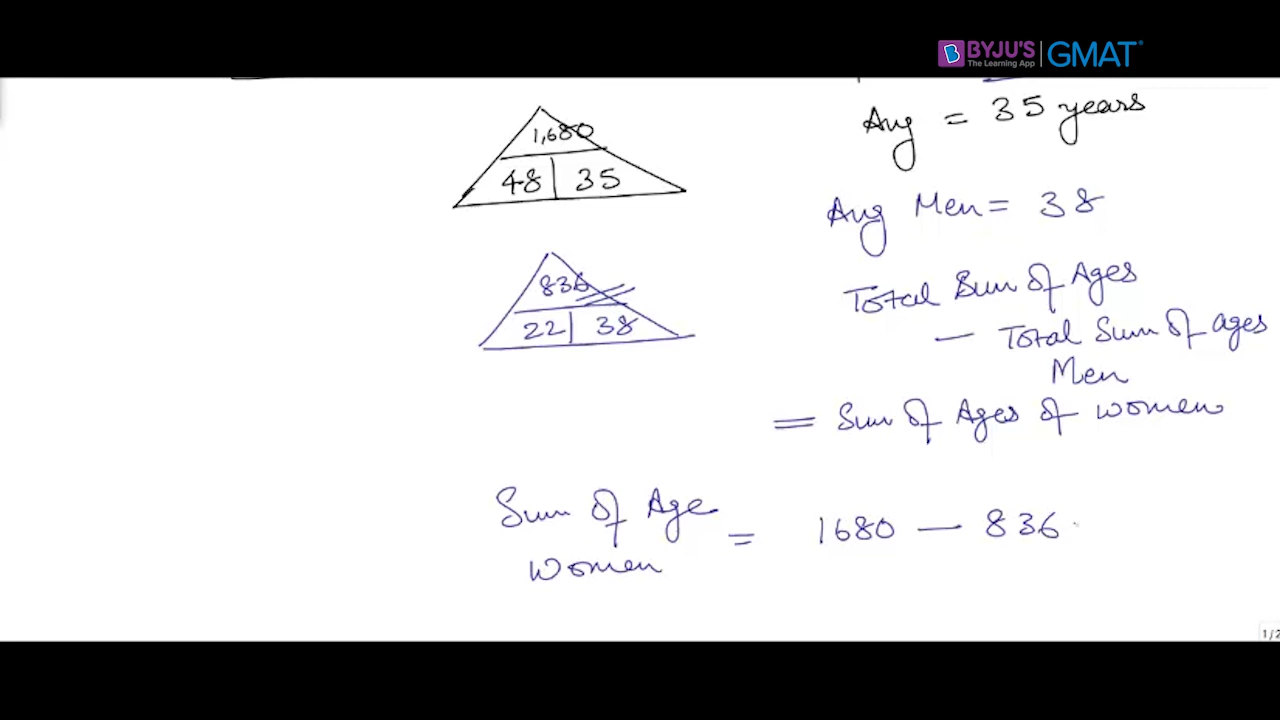 BYJU'S
The Learning App
GMAT
1,680
48 35
Avg = 35 years
Avg Men = 38
836
22 38
Total Sum of Ages
— Total Sum of ages
Men
= Sum of Ages of women
Sum of Age
women = 1680 — 836
1/2